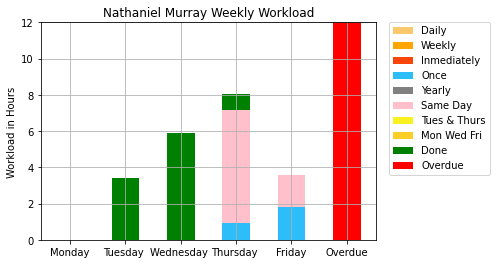 Nathaniel Murray Weekly Workload
Workload in Hours
12
10
8
6
4
2
0
Monday
Tuesday
Wednesday
Thursday
Friday
Overdue
Daily
Weekly
Inmediately
Once
Yearly
Same Day
Tues & Thurs
Mon Wed Fri
Done
Overdue